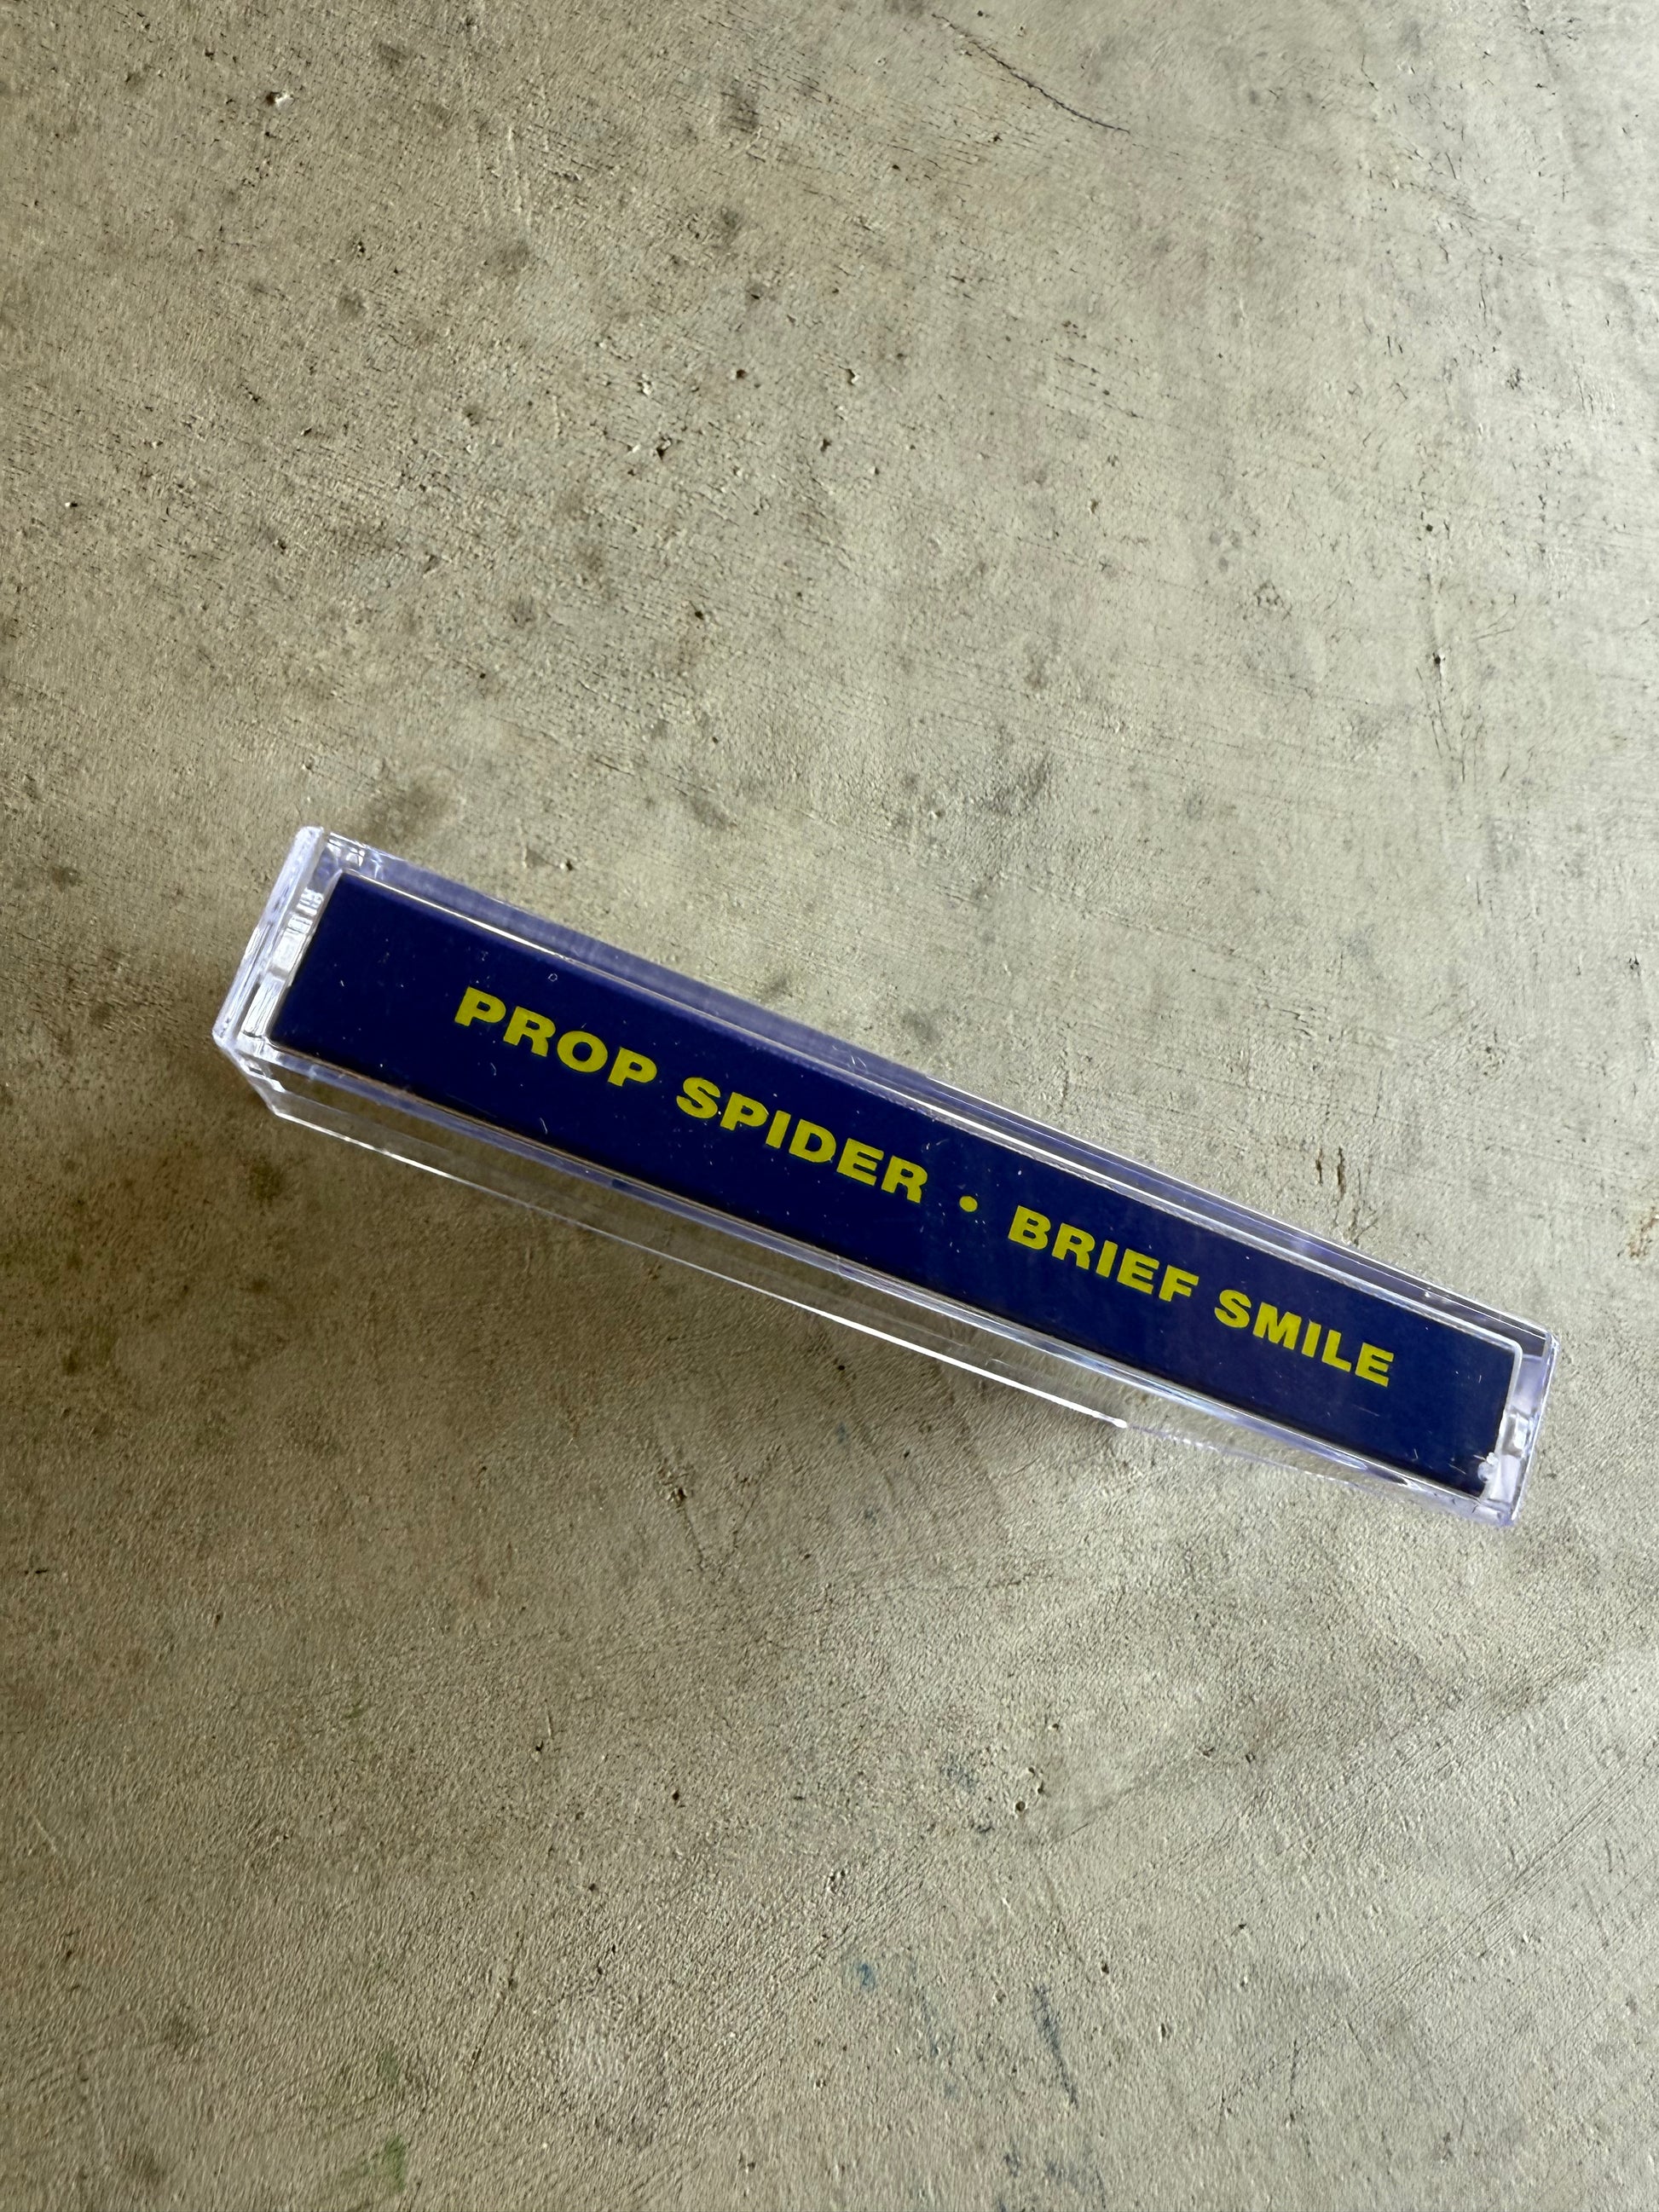 PROP SPIDER • BRIEF SMILE